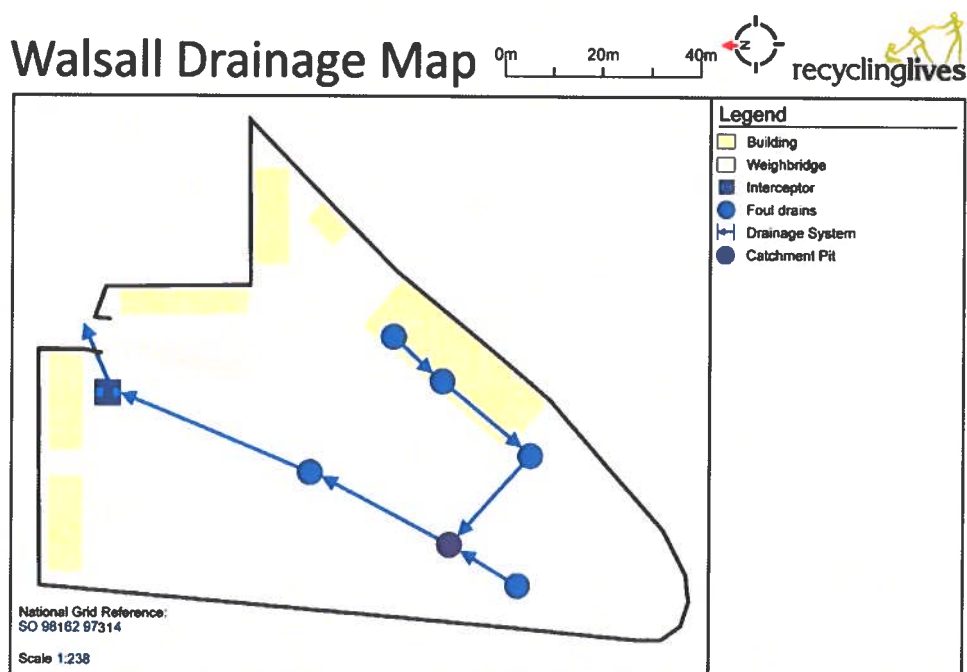 Walsall Drainage Map
0m 20m 40m
N
recyclinglives
Legend
Building
Weighbridge
Interceptor
Foul drains
Drainage System
Catchment Pit
National Grid Reference:
SO 98162 97314
Scale 1:238